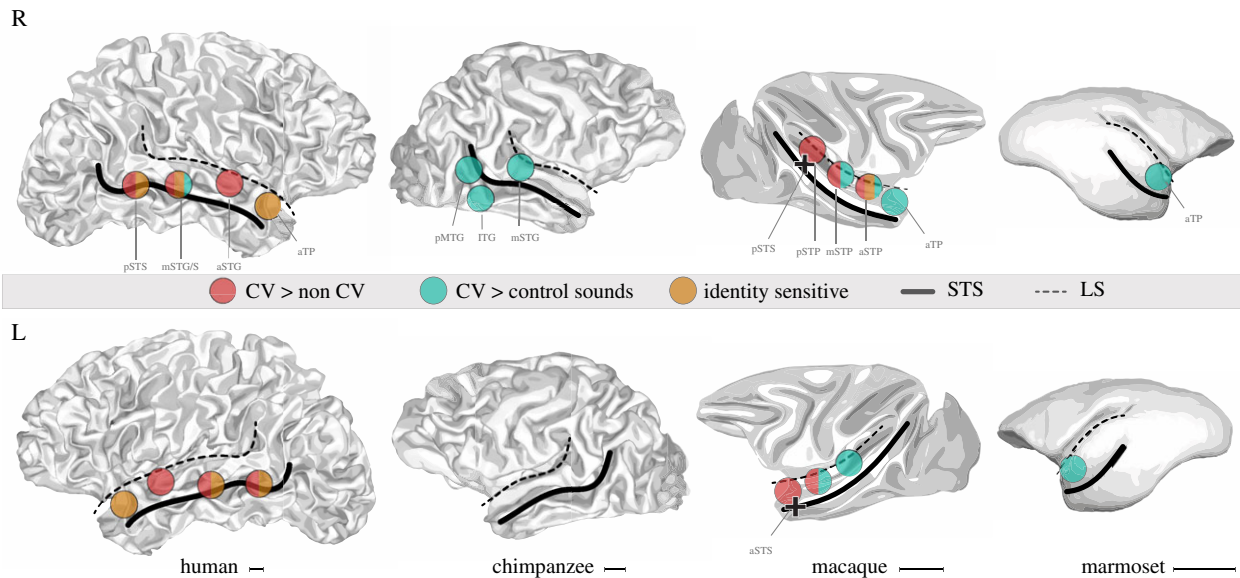 R
pSTS mSTG/S aSTG aTP
pMTG ITG mSTG
pSTS pSTP mSTP aSTP aTP
aTP
CV > non CV CV > control sounds identity sensitive STS LS
L
aSTS
human chimpanzee macaque marmoset